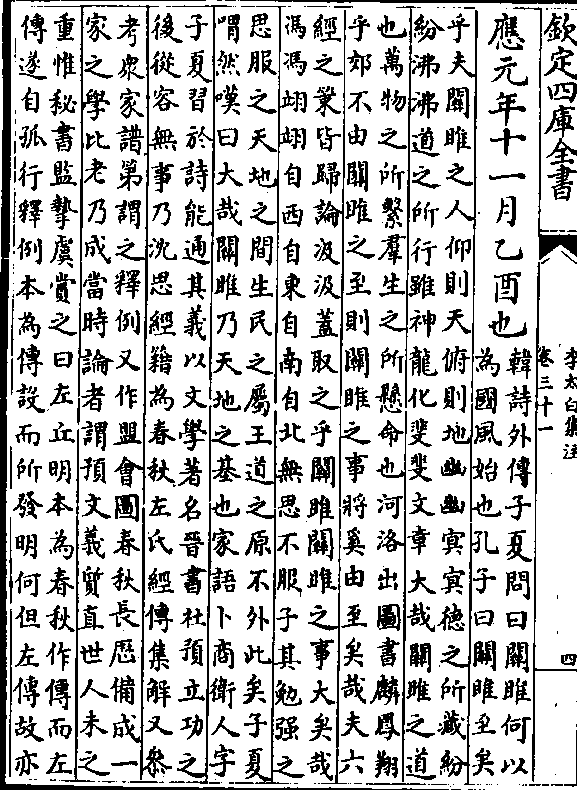 欽定四庫全書
李太白集注
卷三十一
四
應元年十一月乙酉也
韓詩外傳子夏問曰關雎何以
為國風始也孔子曰關雎至矣
乎夫關雎之人仰則天俯則地幽幽冥冥德之所藏紛
紛沸沸道之所行雖神龍化斐斐文章大哉關雎之道
也萬物之所繫羣生之所懸命也河洛出圖書麟鳳翔
乎郊不由關雎之至則關雎之事將奚由至矣哉夫六
經之䇿皆歸論汲汲蓋取之乎關雎關雎之事大矣哉
馮馮翊翊自西自東自南自北無思不服子其勉强之
思服之天地之間生民之屬王道之原不外此矣子夏
喟然嘆曰大哉關雎乃天地之基也家語卜商衛人字
子夏習於詩能通其義以文學著名晉書杜預立功之
後從容無事乃沈思經籍為春秋左氏經傳集解又叅
考衆家譜第謂之釋例又作盟會圖春秋長厯備成一
家之學比老乃成當時論者謂預文義質直世人未之
重惟秘書監摯虞賞之曰左丘明本為春秋作傳而左
傳遂自孤行釋例本為傳設而所發明何但左傳故亦